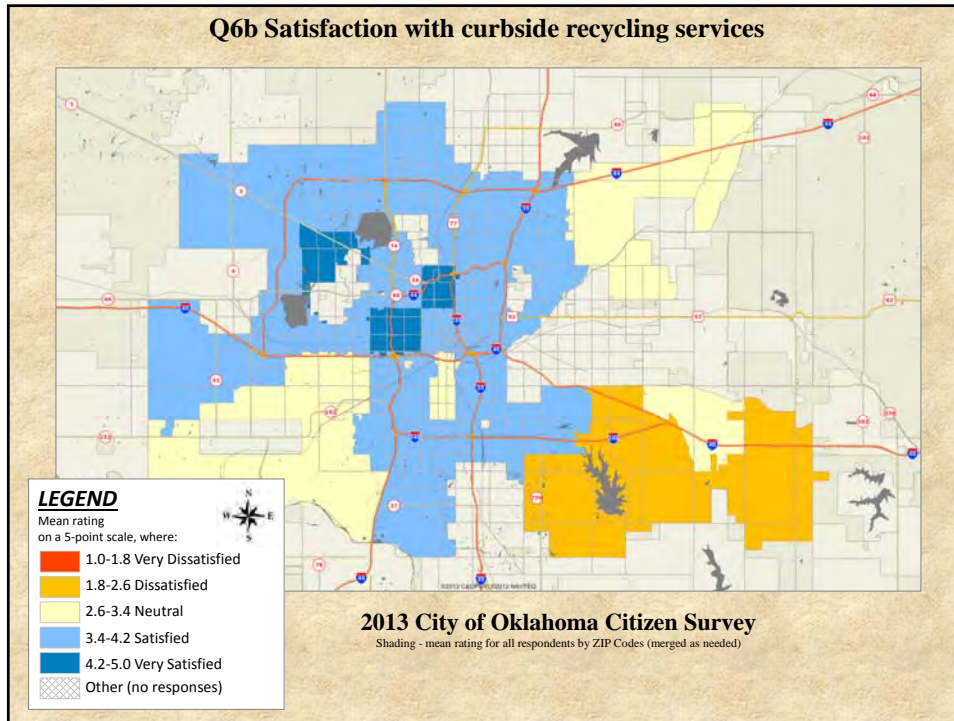 Q6b Satisfaction with curbside recycling services
LEGEND
Mean rating
on a 5-point scale, where:
1.0-1.8 Very Dissatisfied
1.8-2.6 Dissatisfied
2.6-3.4 Neutral
3.4-4.2 Satisfied
4.2-5.0 Very Satisfied
Other (no responses)
2013 City of Oklahoma Citizen Survey
Shading - mean rating for all respondents by ZIP Codes (merged as needed)